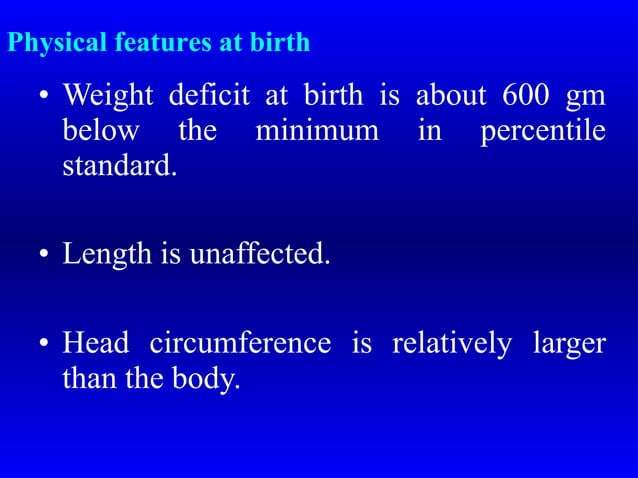 Physical features at birth
• Weight deficit at birth is about 600 gm
below the minimum in percentile
standard.
• Length is unaffected.
• Head circumference is relatively larger
than the body.